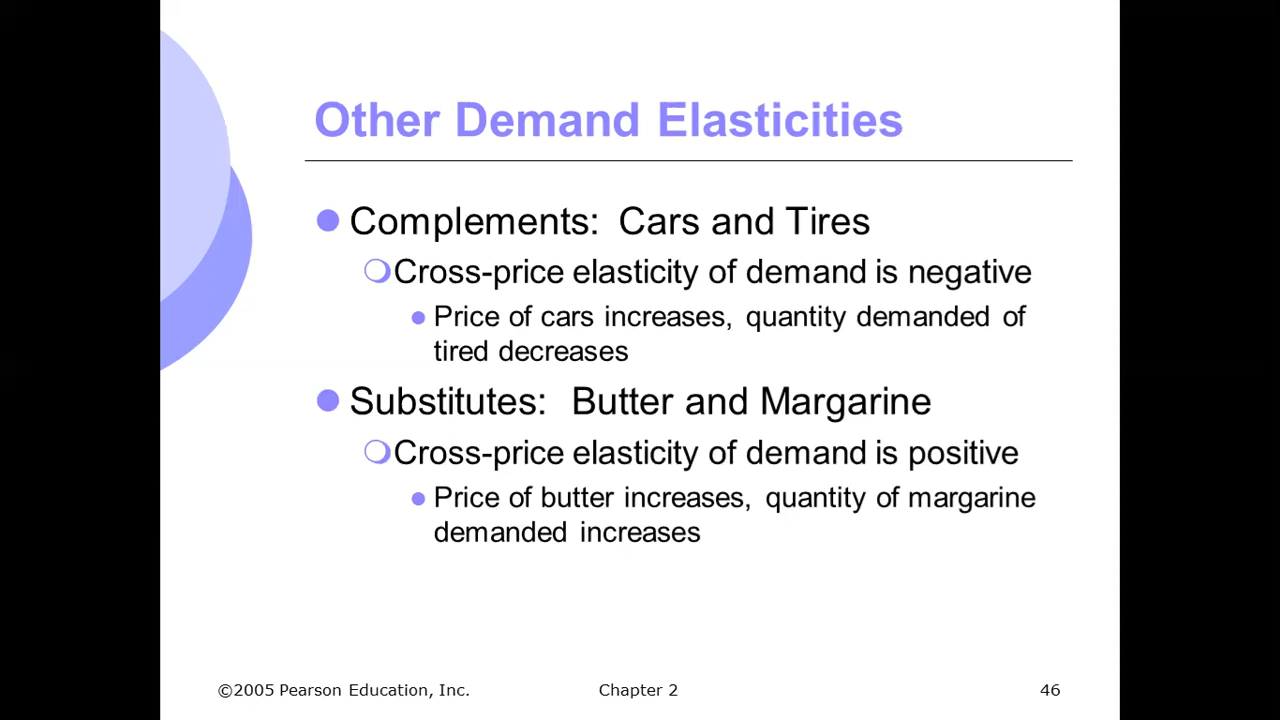 Other Demand Elasticities
Complements: Cars and Tires
Cross-price elasticity of demand is negative
Price of cars increases, quantity demanded of
tired decreases
Substitutes: Butter and Margarine
Cross-price elasticity of demand is positive
Price of butter increases, quantity of margarine
demanded increases
©2005 Pearson Education, Inc.
Chapter 2
46